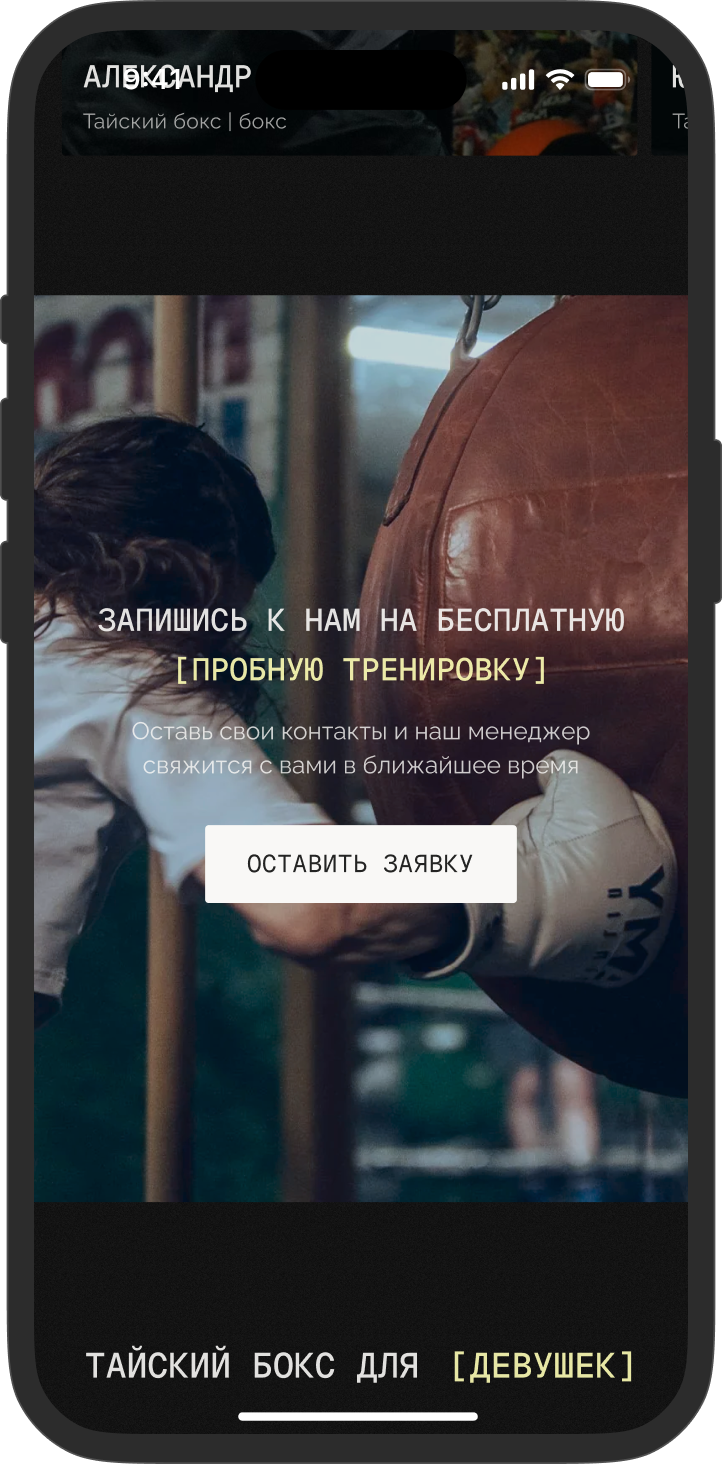 АЛЕКСАНДР
9:41
Тайский бокс | бокс
ЗАПИШИСЬ К НАМ НА БЕСПЛАТНУЮ
[ПРОБНУЮ ТРЕНИРОВКУ]
Оставь свои контакты и наш менеджер
свяжится с вами в ближайшее время
ОСТАВИТЬ ЗАЯВКУ
ТАЙСКИЙ БОКС ДЛЯ [ДЕВУШЕК]